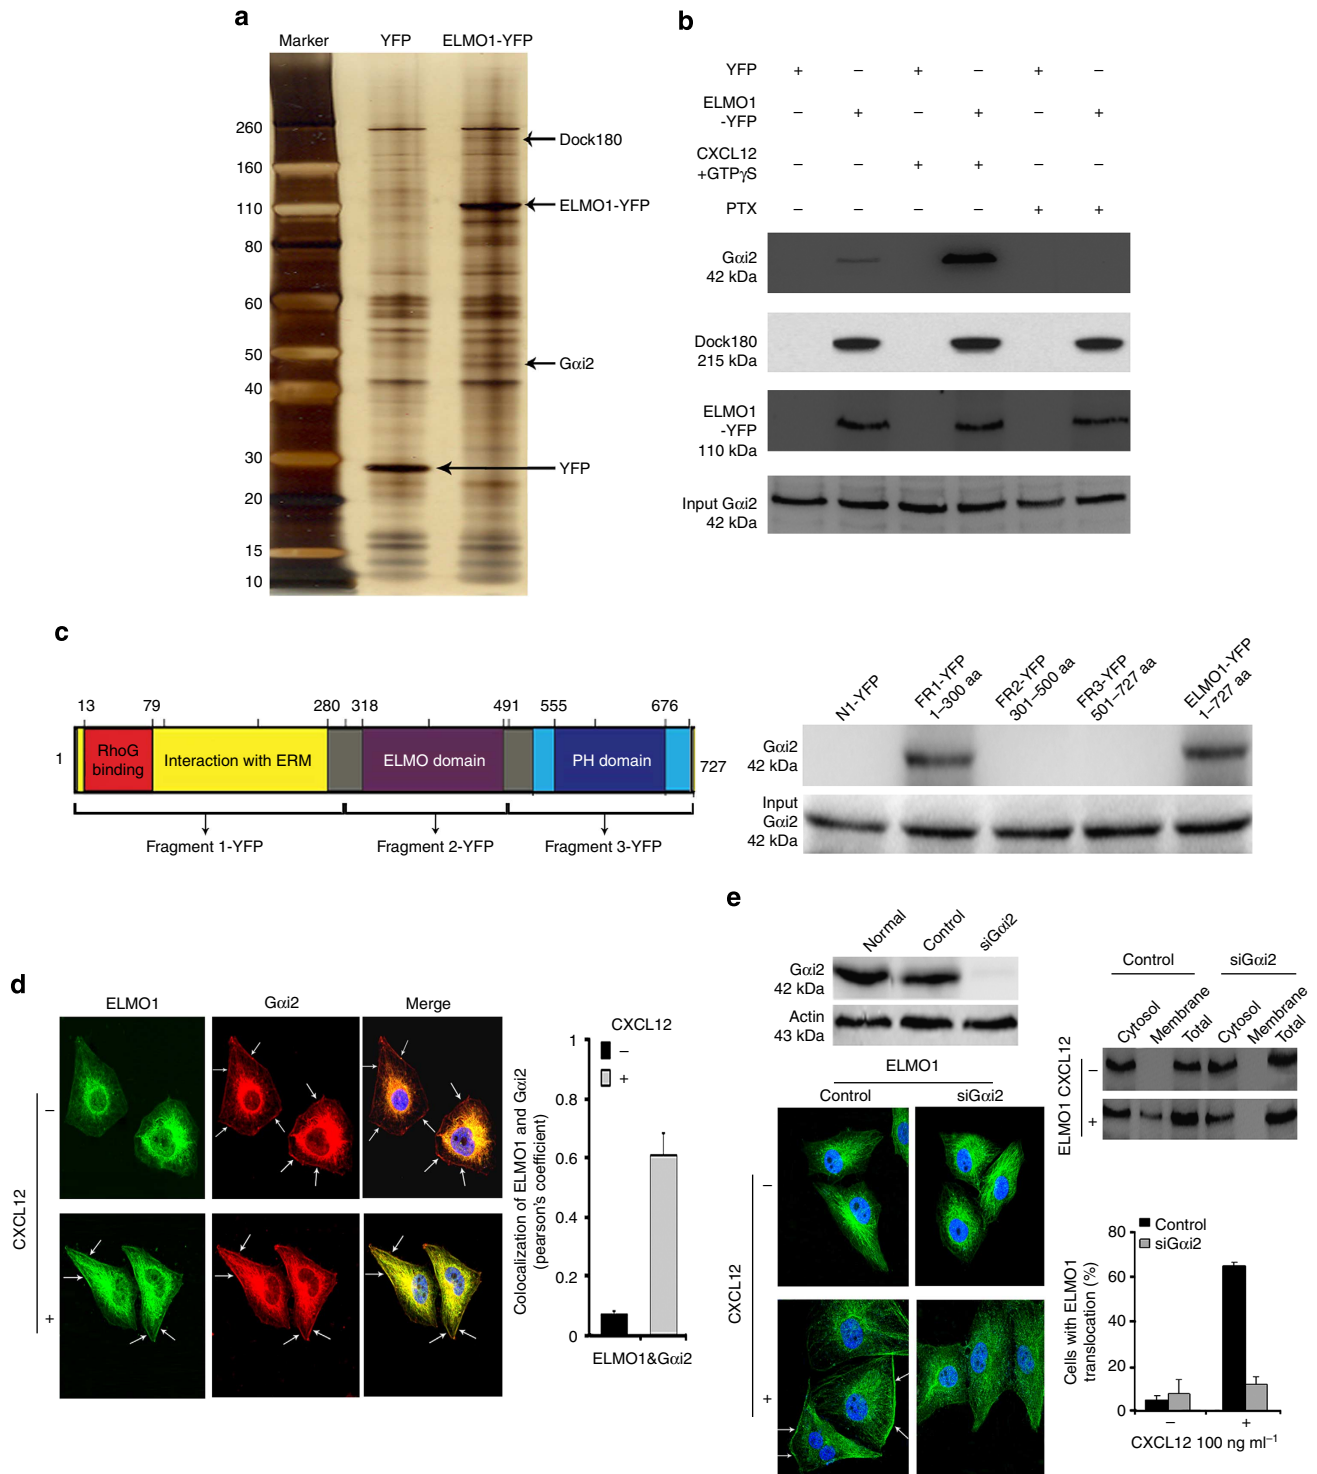 a
Marker YFP ELMO1-YFP
260
160
110
80
60
50
40
30
20
15
10
Dock180
ELMO1-YFP
Gαi2
YFP
b
YFP + – + – + –
ELMO1
-YFP – + – + – +
CXCL12
+GTPγS – – + + – –
PTX – – – – + +
Gαi2
42 kDa
Dock180
215 kDa
ELMO1
-YFP
110 kDa
Input Gαi2
42 kDa
c
13 79 280 318 491 555 676
1
RhoG
binding
Interaction with ERM
ELMO domain
PH domain
727
Fragment 1-YFP Fragment 2-YFP Fragment 3-YFP
N1-YFP
FR1-YFP
1–300 aa
FR2-YFP
301–500 aa
FR3-YFP
501–727 aa
ELMO1-YFP
1–727 aa
Gαi2
42 kDa
Input
Gαi2
42 kDa
d
ELMO1 Gαi2 Merge
CXCL12
–
+
CXCL12
–
+
Colocalization of ELMO1 and Gαi2
(pearson's coefficient)
1
0.8
0.6
0.4
0.2
0
ELMO1&Gαi2
e
Normal
Control
siGαi2
Gαi2
42 kDa
Actin
43 kDa
ELMO1
Control siGαi2
CXCL12
–
+
Control siGαi2
Cytosol
Membrane
Total
Cytosol
Membrane
Total
ELMO1 CXCL12
–
+
Cells with ELMO1
translocation (%)
80
60
40
20
0
Control
siGαi2
– +
CXCL12 100 ng ml⁻¹